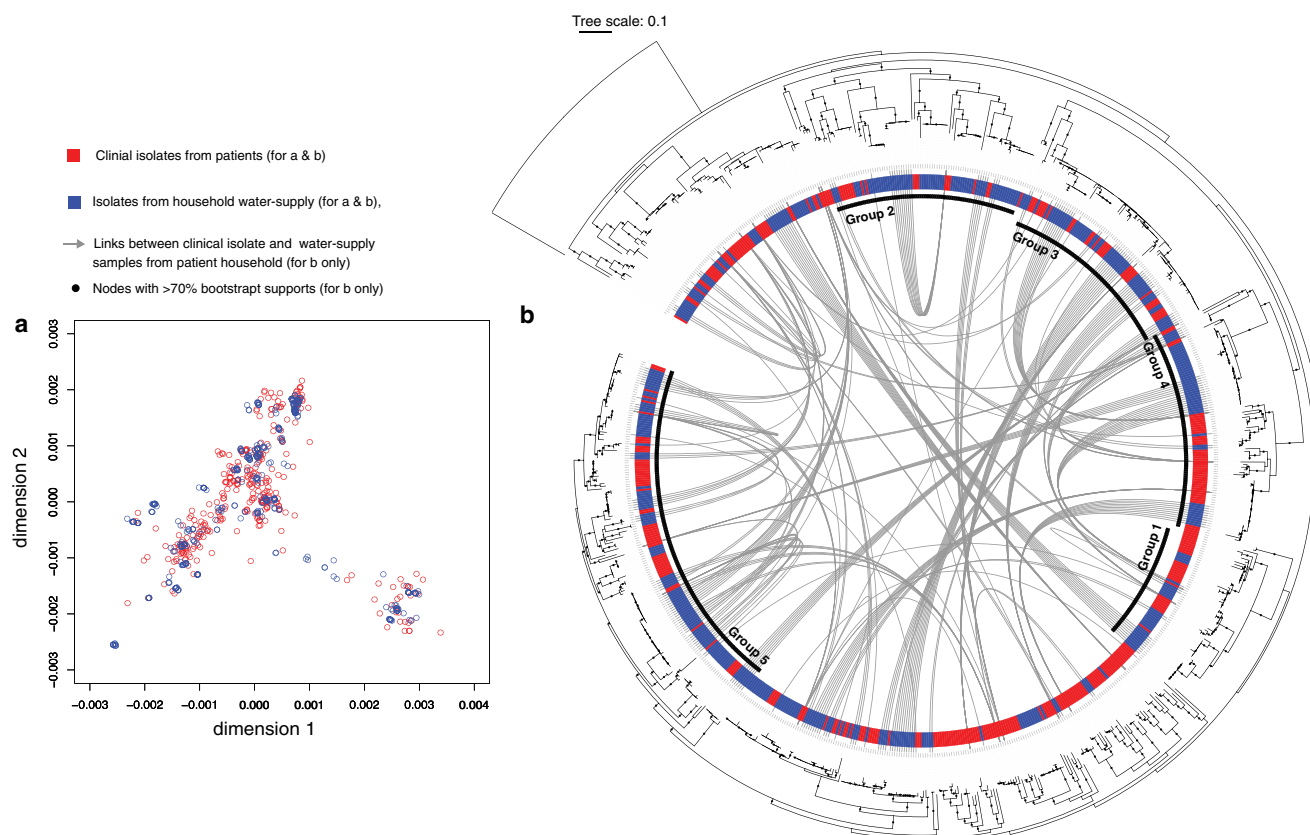 Tree scale: 0.1
Clinial isolates from patients (for a & b)
Isolates from household water-supply (for a & b),
Links between clinical isolate and water-supply
samples from patient household (for b only)
Nodes with >70% bootstrapt supports (for b only)
a
b
dimension 2
0.003
0.002
0.001
0.000
-0.001
-0.002
-0.003
-0.003
-0.002
-0.001
0.000
0.001
0.002
0.003
0.004
dimension 1
Group 2
Group 3
Group 4
Group 1
Group 5